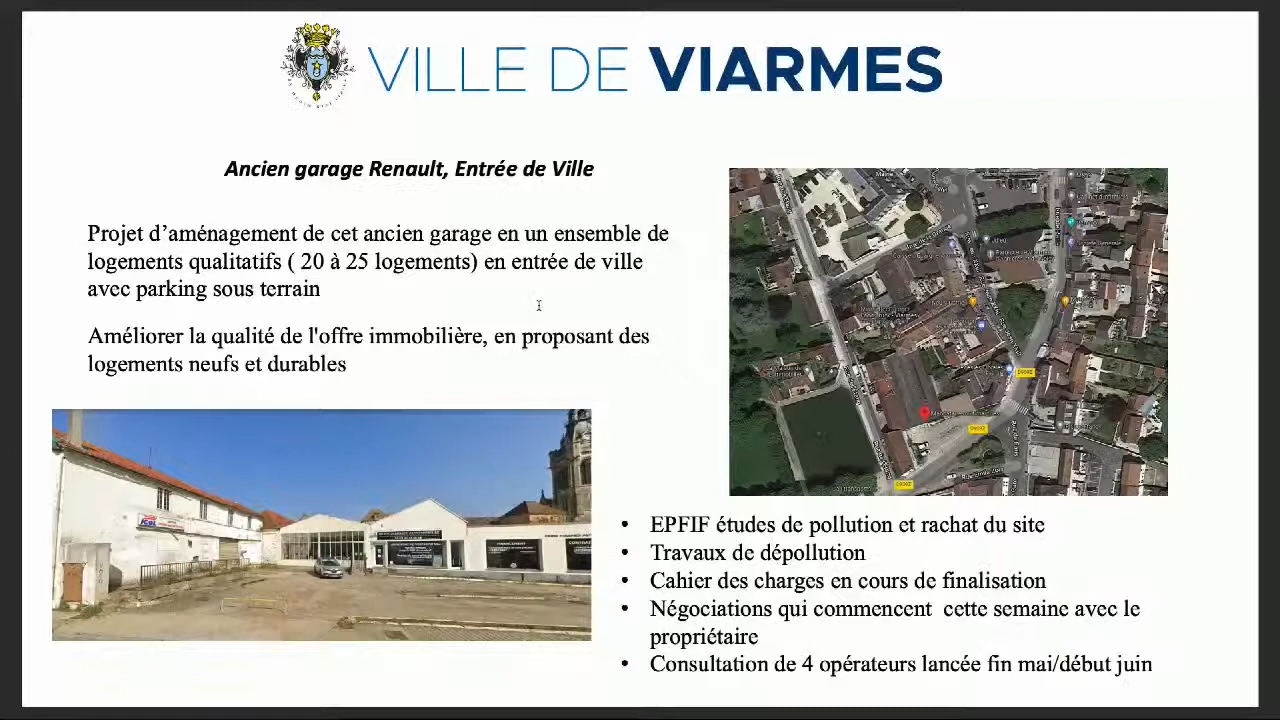 VILLE DE VIARMES
Ancien garage Renault, Entrée de Ville
Projet d’aménagement de cet ancien garage en un ensemble de
logements qualitatifs ( 20 à 25 logements) en entrée de ville
avec parking sous terrain
Améliorer la qualité de l'offre immobilière, en proposant des
logements neufs et durables
Mairie
D909Z
D909Z
D909Z
• EPFIF études de pollution et rachat du site
• Travaux de dépollution
• Cahier des charges en cours de finalisation
• Négociations qui commencent  cette semaine avec le
propriétaire
• Consultation de 4 opérateurs lancée fin mai/début juin